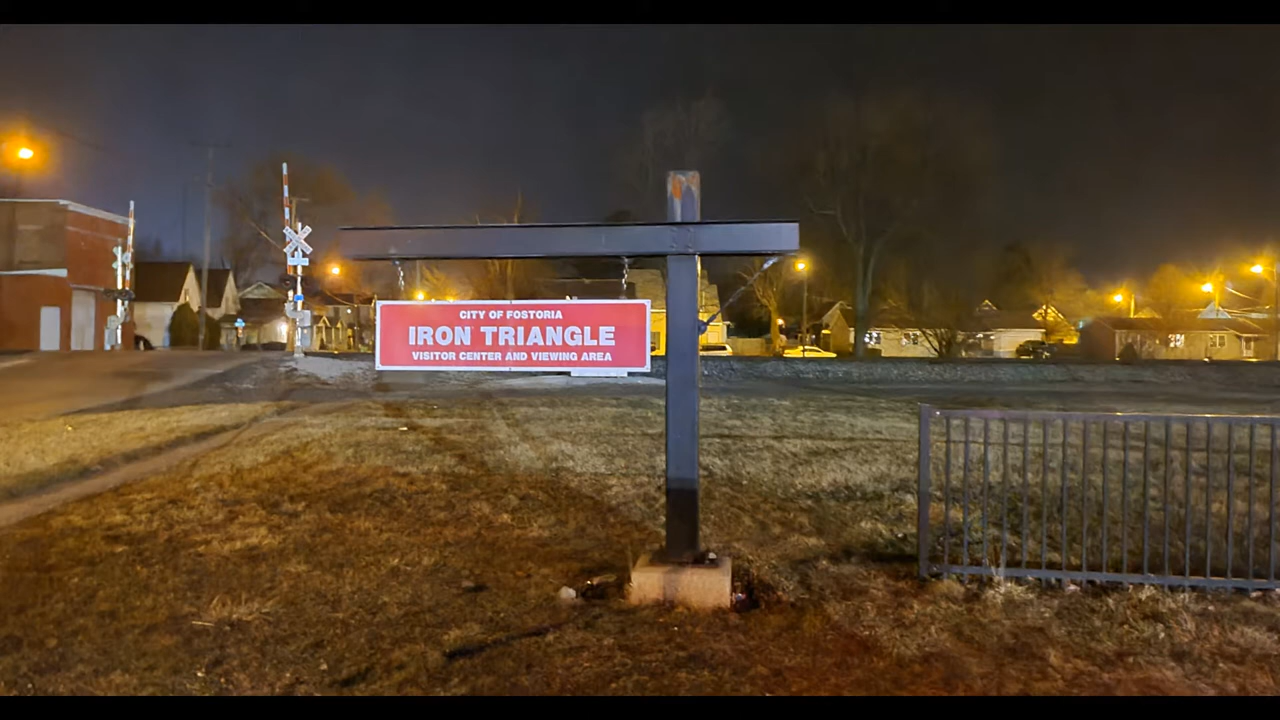 CITY OF FOSTORIA
IRON TRIANGLE
VISITOR CENTER AND VIEWING AREA